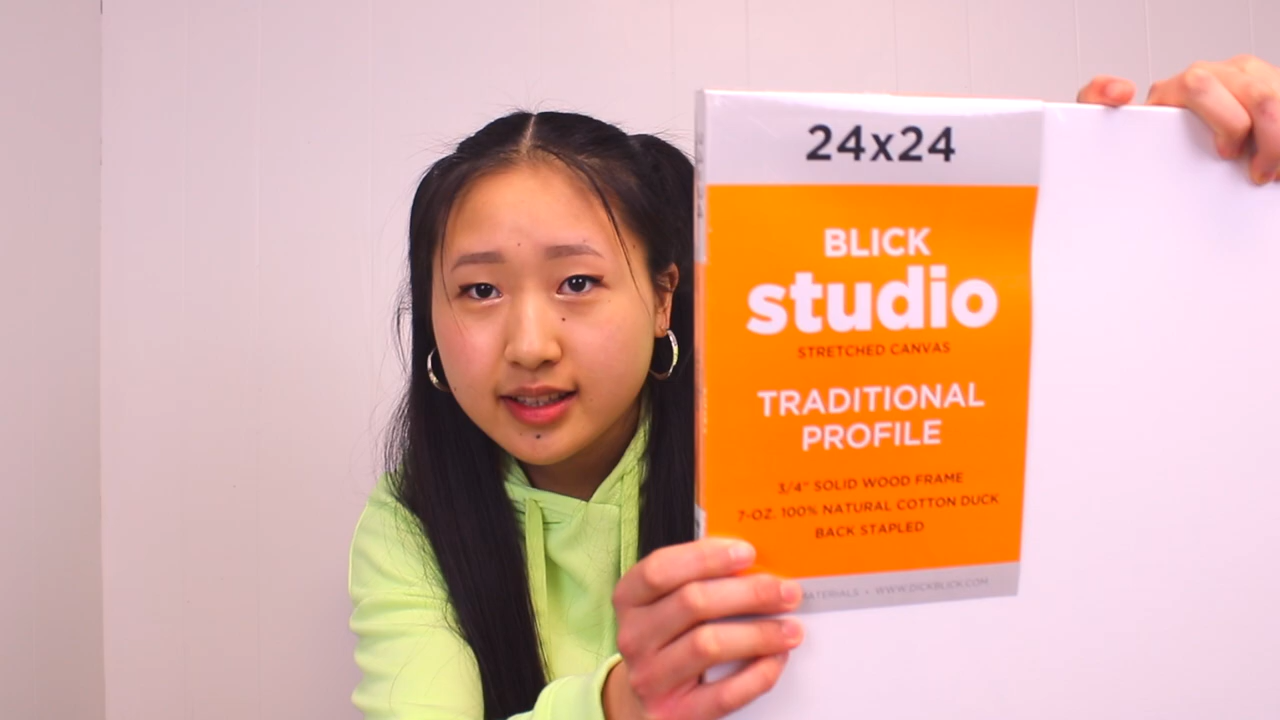 24x24
BLICK
studio
STRETCHED CANVAS
TRADITIONAL
PROFILE
3/4" SOLID WOOD FRAME
7-OZ. 100% NATURAL COTTON DUCK
BACK STAPLED
MATERIALS • WWW.DICKBLICK.COM